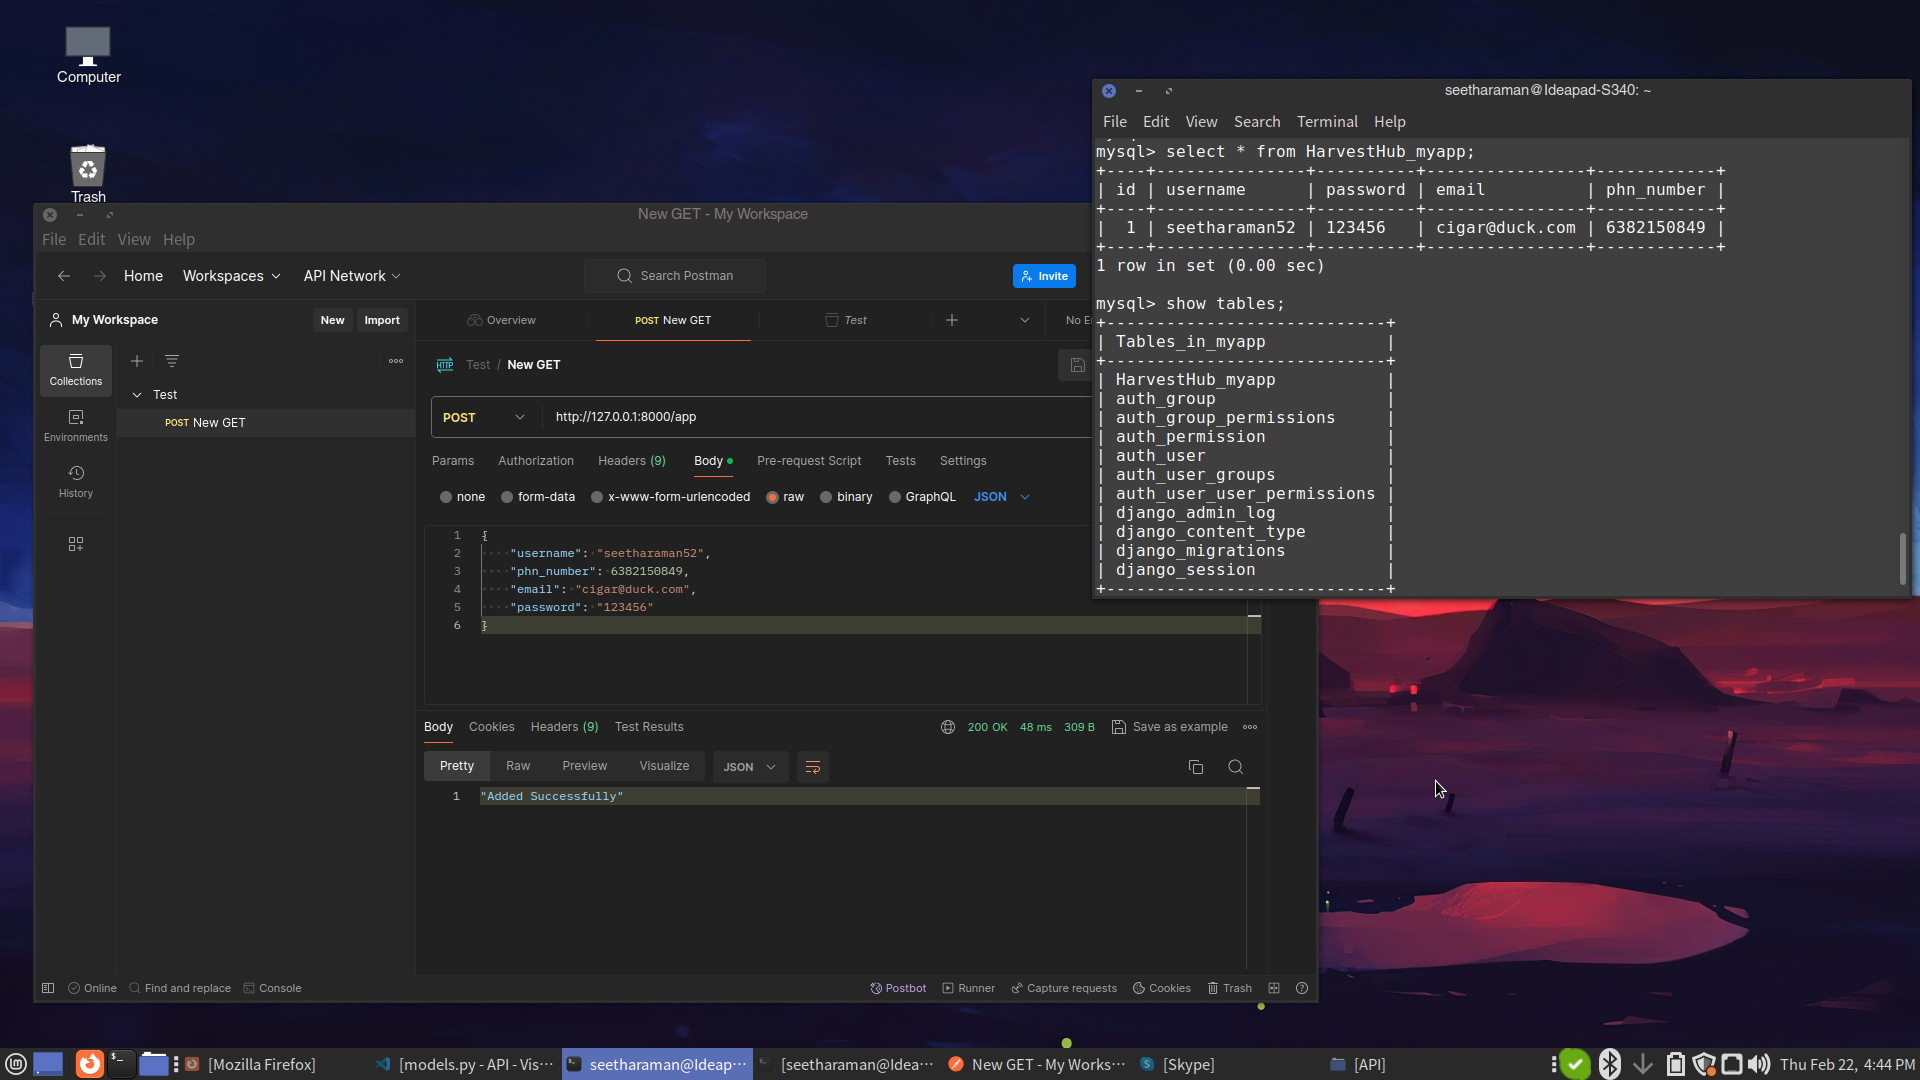 Computer
Trash
New GET - My Workspace
File Edit View Help
Home Workspaces API Network Search Postman Invite
My Workspace New Import
Overview POST New GET Test No
Collections
Environments
History
Test
POST New GET
HTTP Test / New GET
POST http://127.0.0.1:8000/app
Params Authorization Headers (9) Body Pre-request Script Tests Settings
none form-data x-www-form-urlencoded raw binary GraphQL JSON
1 {
2 "username": "seetharaman52",
3 "phn_number": 6382150849,
4 "email": "cigar@duck.com",
5 "password": "123456"
6 }
Body Cookies Headers (9) Test Results 200 OK 48 ms 309 B Save as example
Pretty Raw Preview Visualize JSON
1 "Added Successfully"
Online Find and replace Console Postbot Runner Capture requests Cookies Trash
seetharaman@Ideapad-S340: ~
File Edit View Search Terminal Help
mysql> select * from HarvestHub_myapp;
+----+---------------+----------+----------------+------------+
| id | username | password | email | phn_number |
+----+---------------+----------+----------------+------------+
| 1 | seetharaman52 | 123456 | cigar@duck.com | 6382150849 |
+----+---------------+----------+----------------+------------+
1 row in set (0.00 sec)
mysql> show tables;
+----------------------------+
| Tables_in_myapp |
+----------------------------+
| HarvestHub_myapp |
| auth_group |
| auth_group_permissions |
| auth_permission |
| auth_user |
| auth_user_groups |
| auth_user_user_permissions |
| django_admin_log |
| django_content_type |
| django_migrations |
| django_session |
+----------------------------+
[Mozilla Firefox] [models.py - API - Vis··· seetharaman@Ideap··· [seetharaman@Idea··· New GET - My Works··· [Skype] [API] Thu Feb 22, 4:44 PM